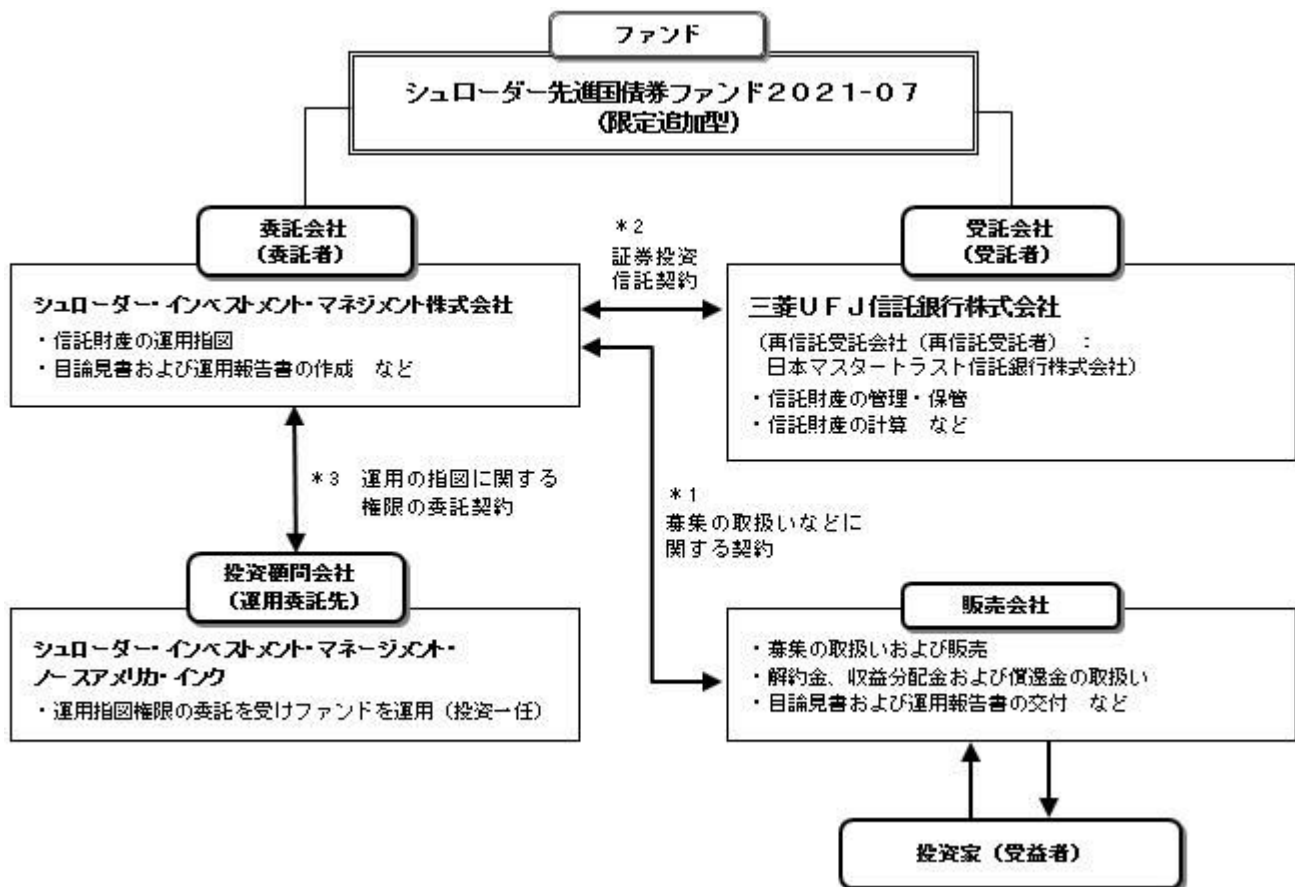 ファンド
シュローダー先進国債券ファンド2021-07
(限定追加型)
委託会社
(委託者)
シュローダー・インベストメント・マネジメント株式会社
・信託財産の運用指図
・目論見書および運用報告書の作成 など
*2
証券投資
信託契約
受託会社
(受託者)
三菱UFJ信託銀行株式会社
(再信託受託会社(再信託受託者) :
日本マスタートラスト信託銀行株式会社)
・信託財産の管理・保管
・信託財産の計算 など
*3 運用の指図に関する
権限の委託契約
*1
募集の取扱いなどに
関する契約
投資顧問会社
(運用委託先)
シュローダー・インベストメント・マネージメント・
ノースアメリカ・インク
・運用指図権限の委託を受けファンドを運用(投資一任)
販売会社
・募集の取扱いおよび販売
・解約金、収益分配金および償還金の取扱い
・目論見書および運用報告書の交付 など
投資家(受益者)